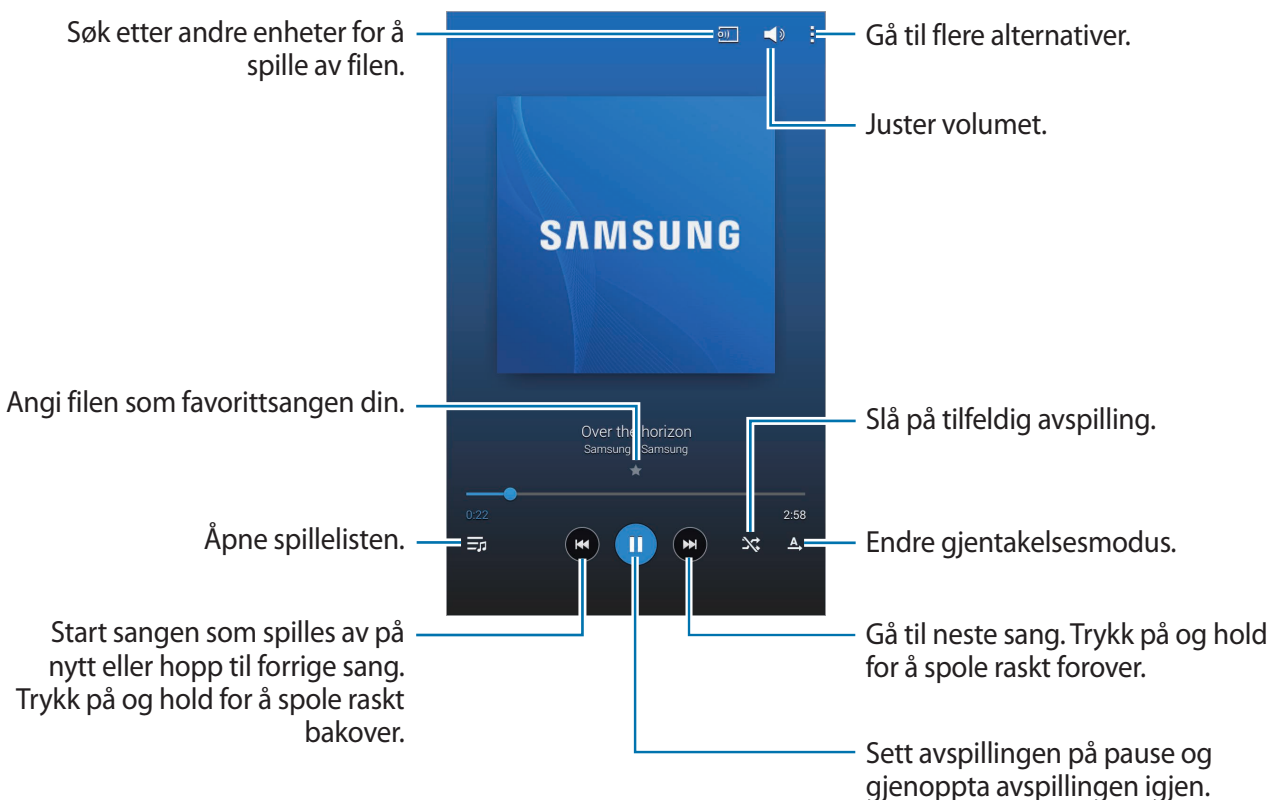 Søk etter andre enheter for å
spille av filen.
Gå til flere alternativer.
Juster volumet.
SAMSUNG
Angi filen som favorittsangen din.
Over the horizon
Samsung Samsung
Slå på tilfeldig avspilling.
0:22
2:58
Åpne spillelisten.
A
Endre gjentakelsesmodus.
Start sangen som spilles av på
nytt eller hopp til forrige sang.
Trykk på og hold for å spole raskt
bakover.
Gå til neste sang. Trykk på og hold
for å spole raskt forover.
Sett avspillingen på pause og
gjenoppta avspillingen igjen.